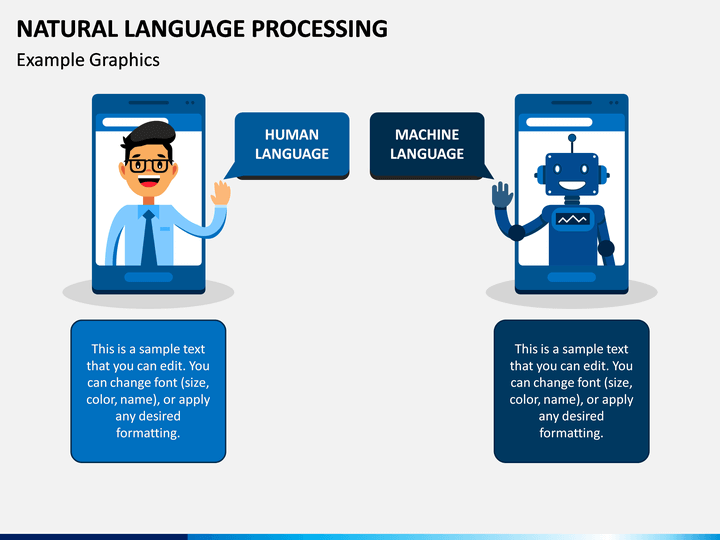 NATURAL LANGUAGE PROCESSING
Example Graphics
HUMAN
LANGUAGE
MACHINE
LANGUAGE
This is a sample text
that you can edit. You
can change font (size,
color, name), or apply
any desired
formatting.
This is a sample text
that you can edit. You
can change font (size,
color, name), or apply
any desired
formatting.